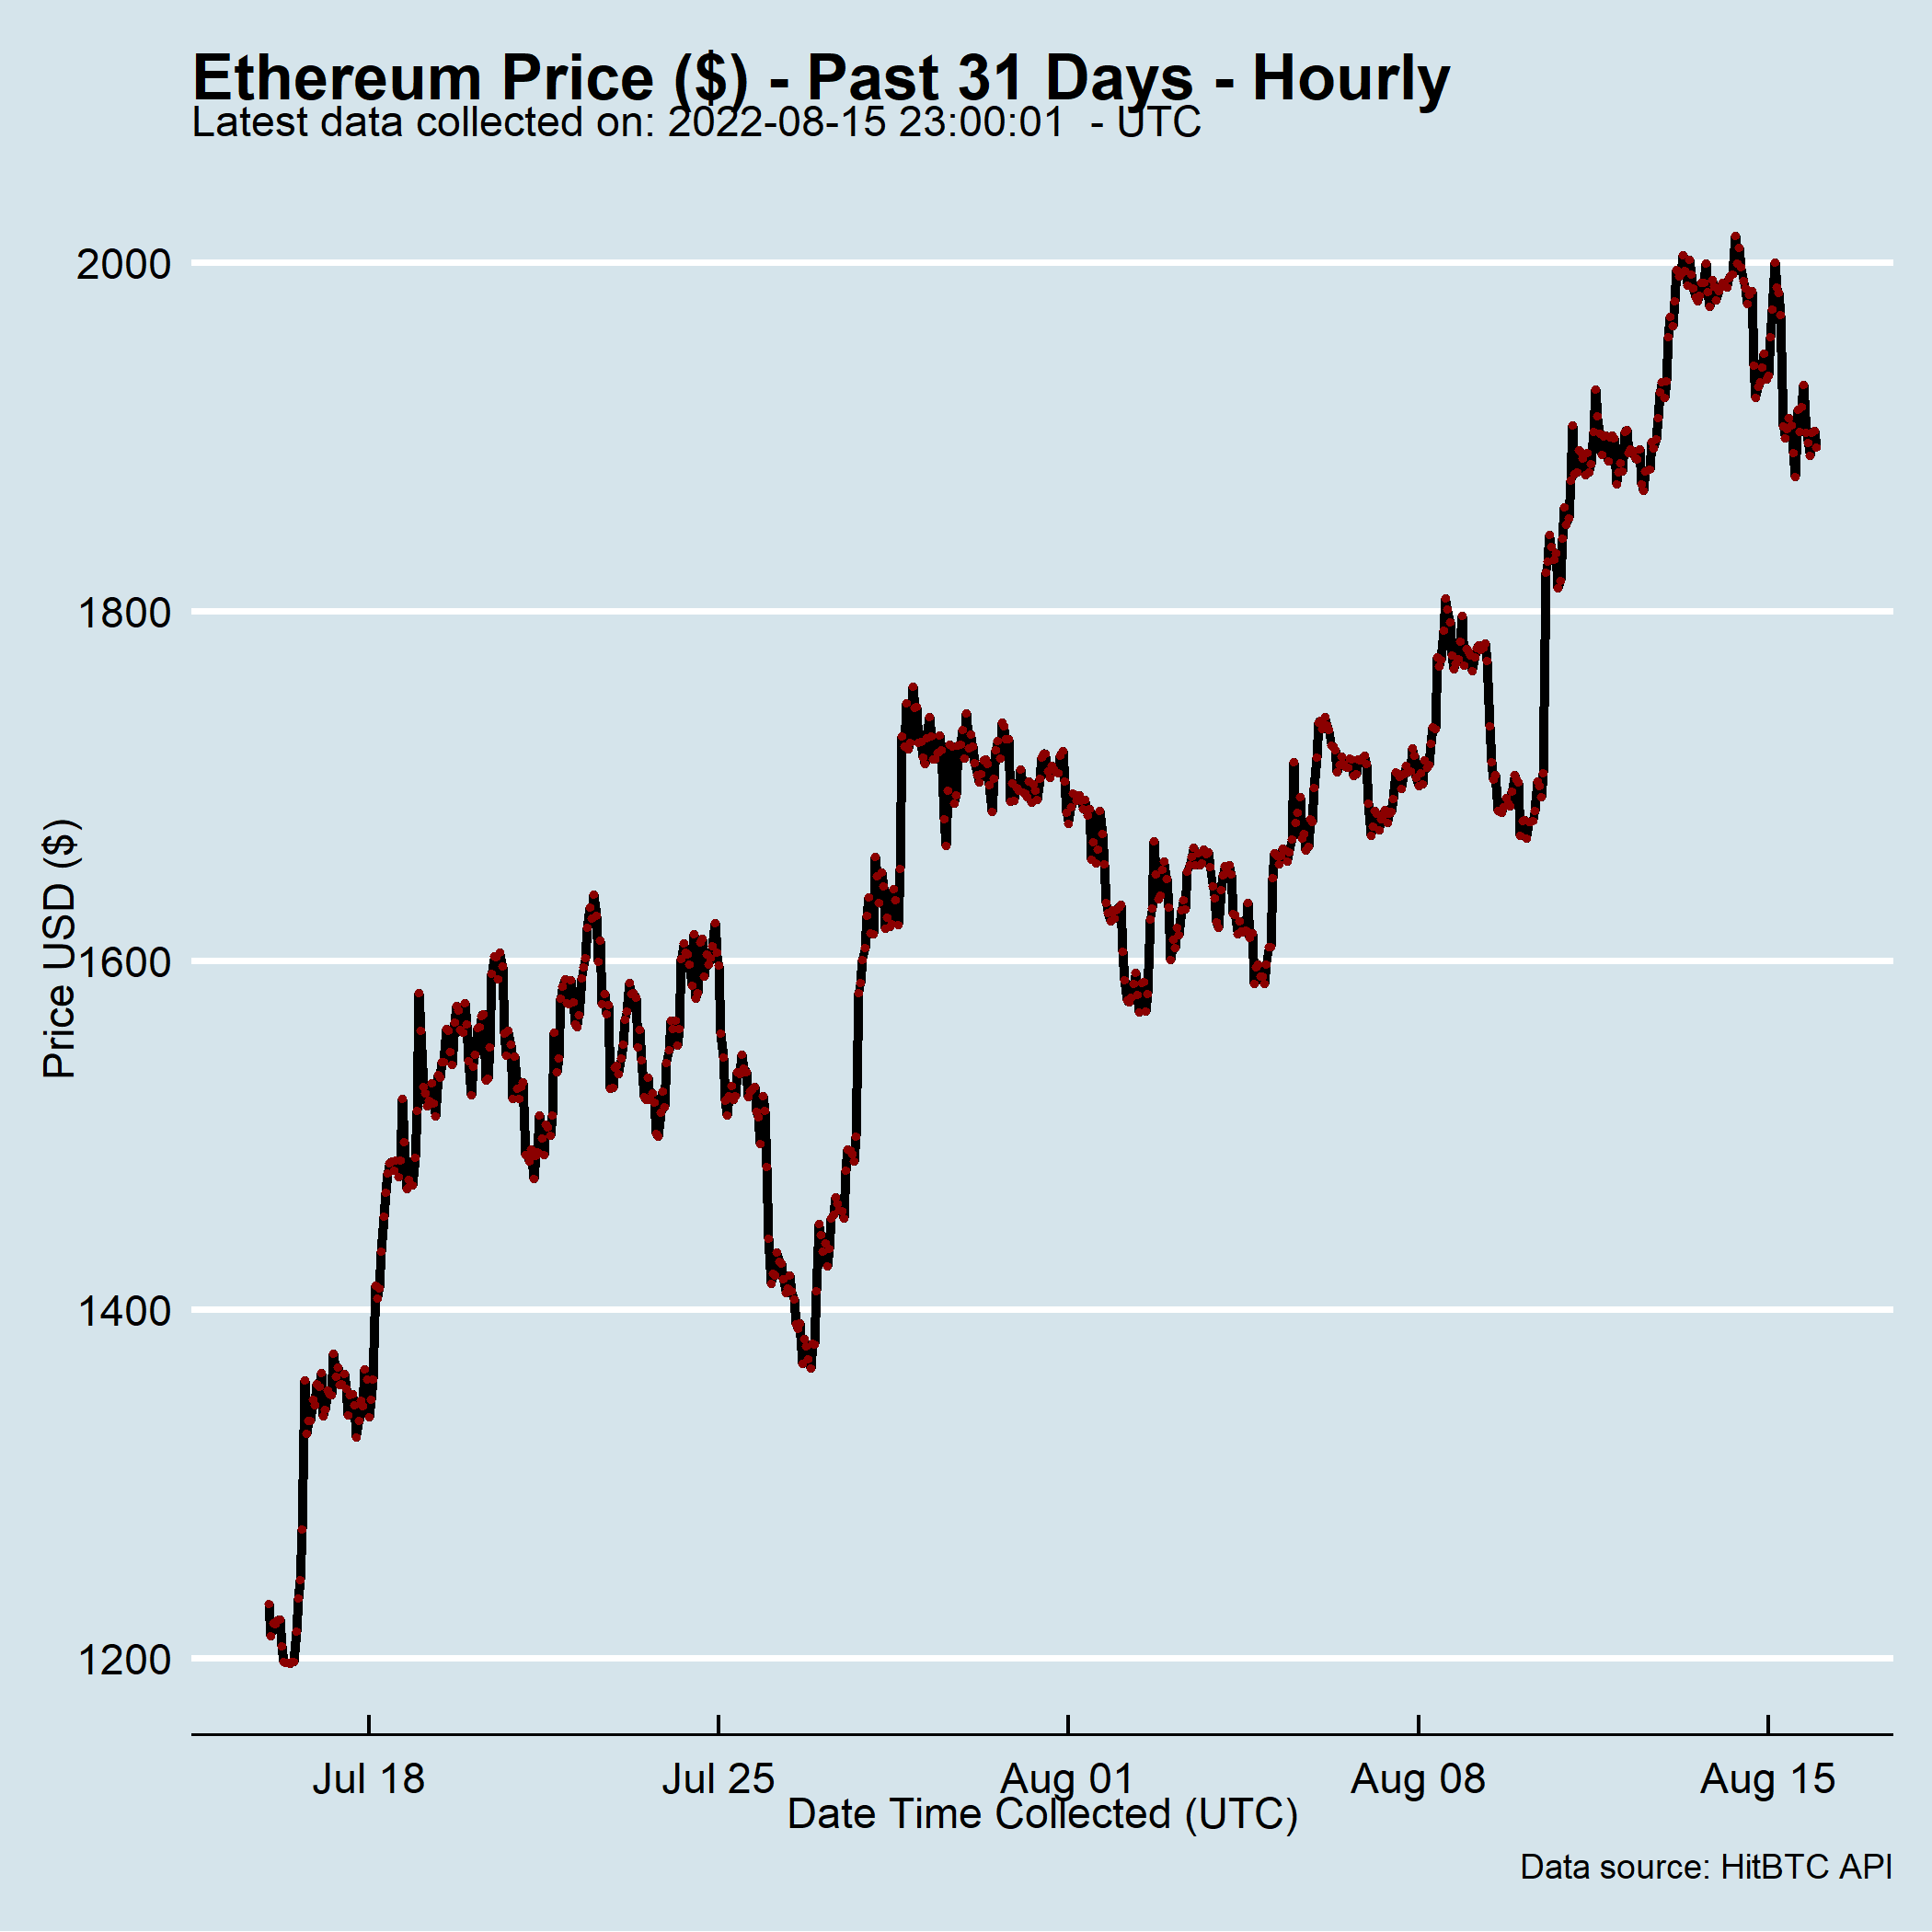 Ethereum Price ($) - Past 31 Days - Hourly
Latest data collected on: 2022-08-15 23:00:01  - UTC
Price USD ($)
2000
1800
1600
1400
1200
Jul 18
Jul 25
Aug 01
Aug 08
Aug 15
Date Time Collected (UTC)
Data source: HitBTC API